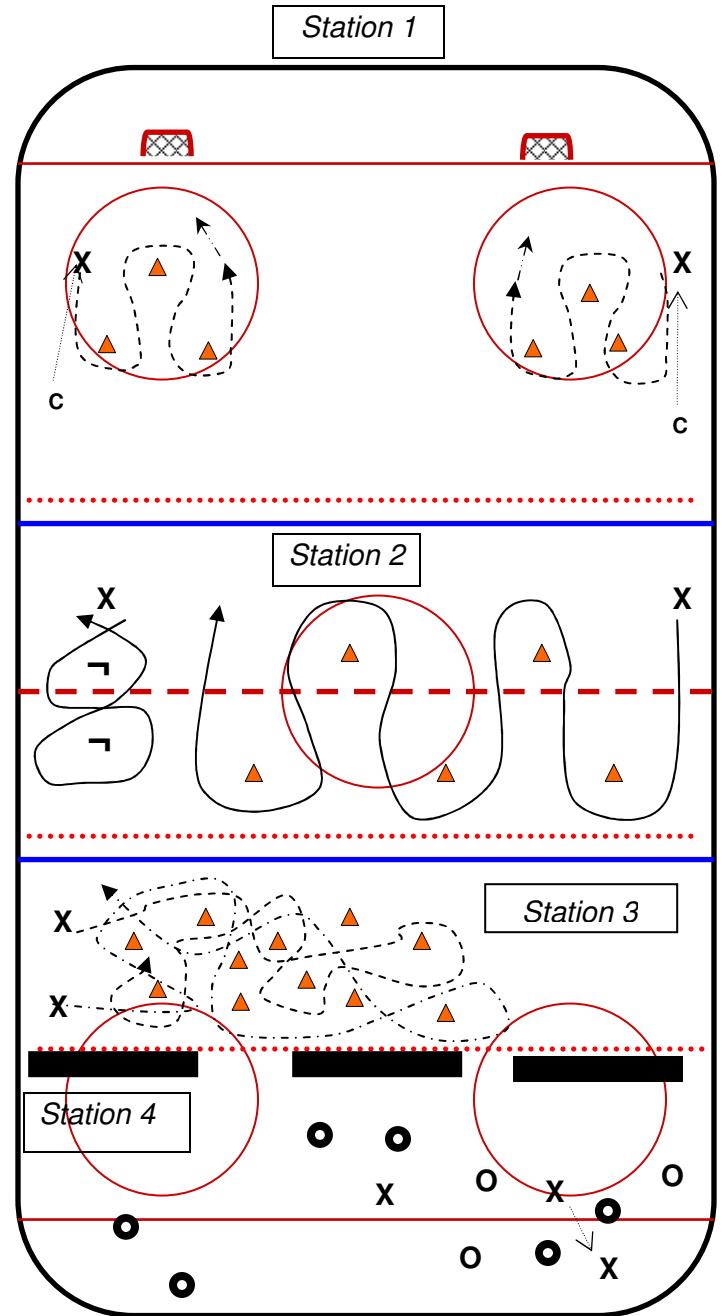 Station 1
X X
C
C
Station 2
X X
¬
¬
Station 3
X
X
Station 4
X O X O
O X